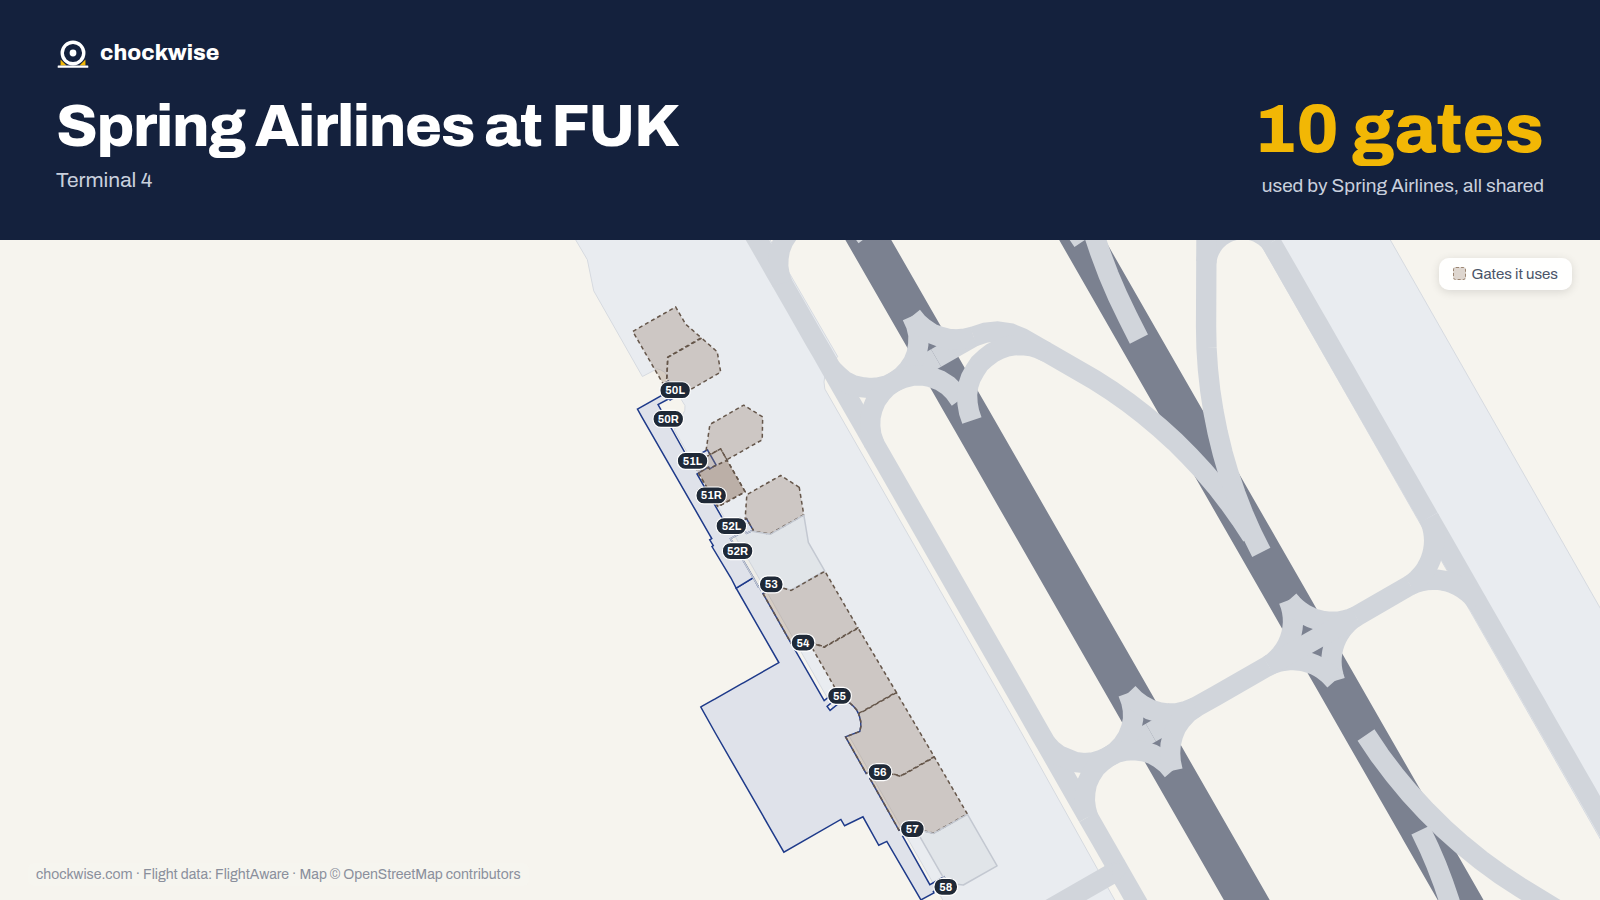 chockwise
Spring Airlines at FUK
Terminal 4
10 gates
used by Spring Airlines, all shared
Gates it uses
50L
50R
51L
51R
52L
52R
53
54
55
56
57
58
chockwise.com · Flight data: FlightAware · Map © OpenStreetMap contributors